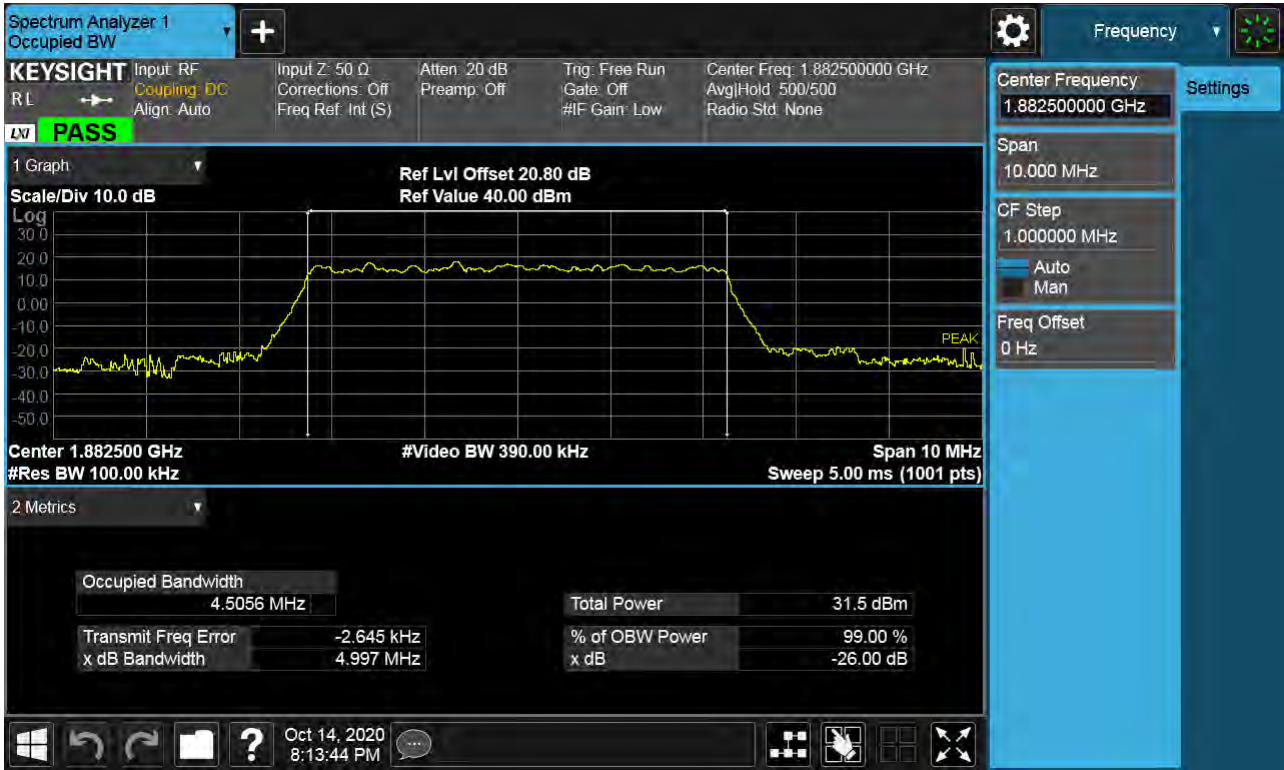 Spectrum Analyzer 1
Occupied BW
+
Frequency
KEYSIGHT
RL
LXI
PASS
Input: RF
Coupling: DC
Align: Auto
Input Z: 50 Ω
Corrections: Off
Freq Ref: Int (S)
Atten: 20 dB
Preamp: Off
Trig: Free Run
Gate: Off
#IF Gain: Low
Center Freq: 1.882500000 GHz
Avg|Hold: 500/500
Radio Std: None
Center Frequency
1.882500000 GHz
Settings
Span
10.000 MHz
CF Step
1.000000 MHz
Auto
Man
Freq Offset
0 Hz
1 Graph
Ref Lvl Offset 20.80 dB
Scale/Div 10.0 dB
Ref Value 40.00 dBm
Log
30.0
20.0
10.0
0.00
-10.0
-20.0
-30.0
-40.0
-50.0
PEAK
Center 1.882500 GHz
#Video BW 390.00 kHz
Span 10 MHz
#Res BW 100.00 kHz
Sweep 5.00 ms (1001 pts)
2 Metrics
Occupied Bandwidth
4.5056 MHz
Total Power 31.5 dBm
Transmit Freq Error -2.645 kHz
% of OBW Power 99.00 %
x dB Bandwidth 4.997 MHz
x dB -26.00 dB
?
Oct 14, 2020
8:13:44 PM